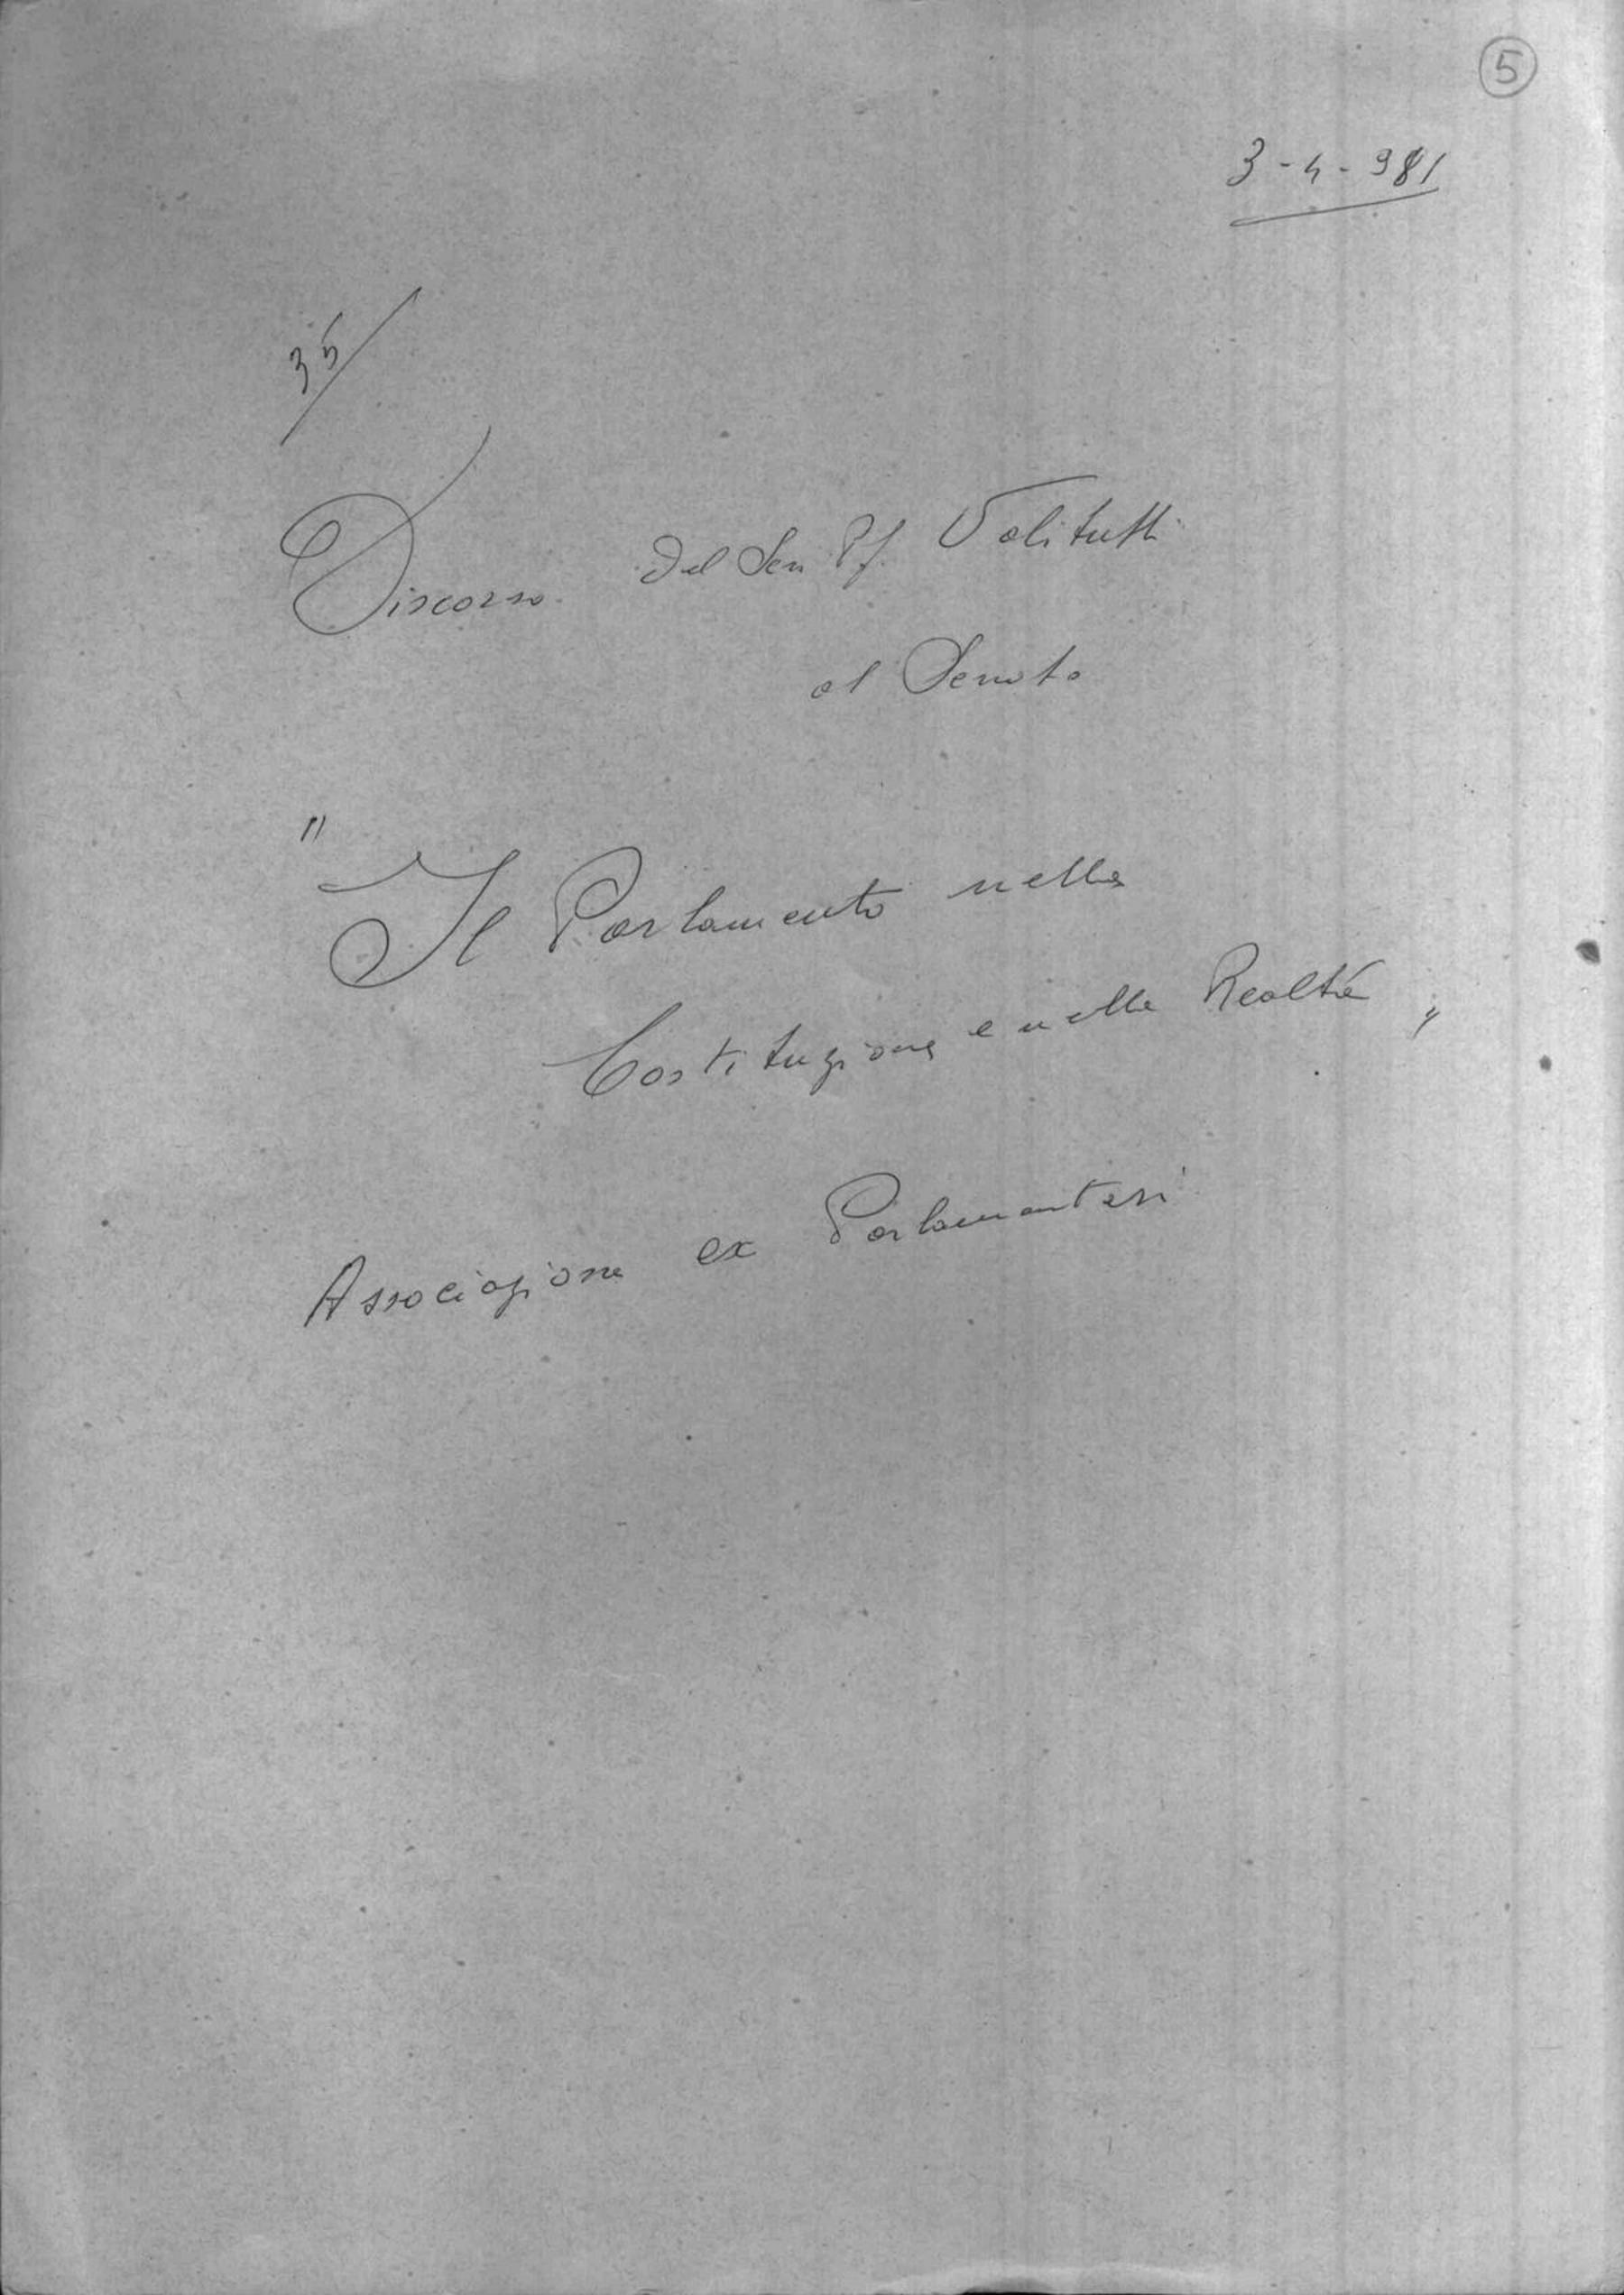 5
3-4-981
35
Discorso del Sen Pf. Valitutti
al Senato
" Il Parlamento nella
Costituzione e nella Realtà "
Associazione ex Parlamentari